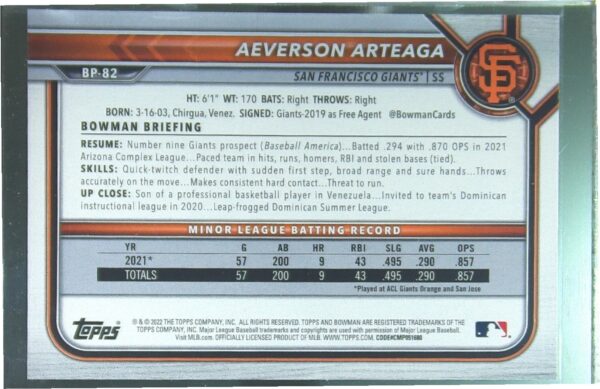 AEVERSON ARTEAGA
BP-82
SAN FRANCISCO GIANTS™ | SS
SF
HT: 6'1" WT: 170 BATS: Right THROWS: Right
BORN: 3-16-03, Chirgua, Venez. SIGNED: Giants-2019 as Free Agent @BowmanCards
BOWMAN BRIEFING
RESUME: Number nine Giants prospect (Baseball America)...Batted .294 with .870 OPS in 2021
Arizona Complex League...Paced team in hits, runs, homers, RBI and stolen bases (tied).
SKILLS: Quick-twitch defender with sudden first step, broad range and sure hands...Throws
accurately on the move...Makes consistent hard contact...Threat to run.
UP CLOSE: Son of a professional basketball player in Venezuela...Invited to team's Dominican
instructional league in 2020...Leap-frogged Dominican Summer League.
MINOR LEAGUE BATTING RECORD
YR G AB HR RBI SLG AVG OPS
2021* 57 200 9 43 .495 .290 .857
TOTALS 57 200 9 43 .495 .290 .857
*Played at ACL Giants Orange and San Jose
Topps
® & © 2022 THE TOPPS COMPANY, INC. ALL RIGHTS RESERVED. TOPPS AND BOWMAN ARE REGISTERED TRADEMARKS OF THE
TOPPS COMPANY, INC. Major League Baseball trademarks and copyrights are used with permission of Major League Baseball.
Visit MLB.com. OFFICIALLY LICENSED PRODUCT OF MLB. WWW.TOPPS.COM. CODE#CMP051680